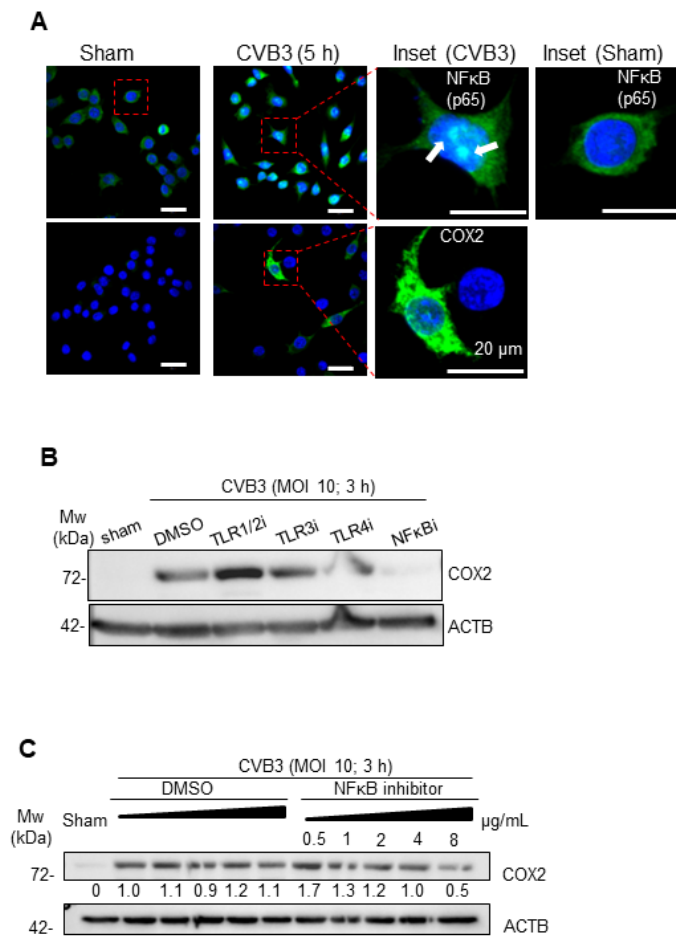 A
Sham
CVB3 (5 h)
Inset (CVB3)
Inset (Sham)
NFκB
(p65)
NFκB
(p65)
COX2
20 µm
B
CVB3 (MOI 10; 3 h)
Mw
(kDa)
sham
DMSO
TLR1/2i
TLR3i
TLR4i
NFκBi
72-
COX2
42-
ACTB
C
CVB3 (MOI 10; 3 h)
DMSO
NFκB inhibitor
Mw
(kDa)
Sham
µg/mL
0.5 1 2 4 8
72-
COX2
0 1.0 1.1 0.9 1.2 1.1 1.7 1.3 1.2 1.0 0.5
42-
ACTB